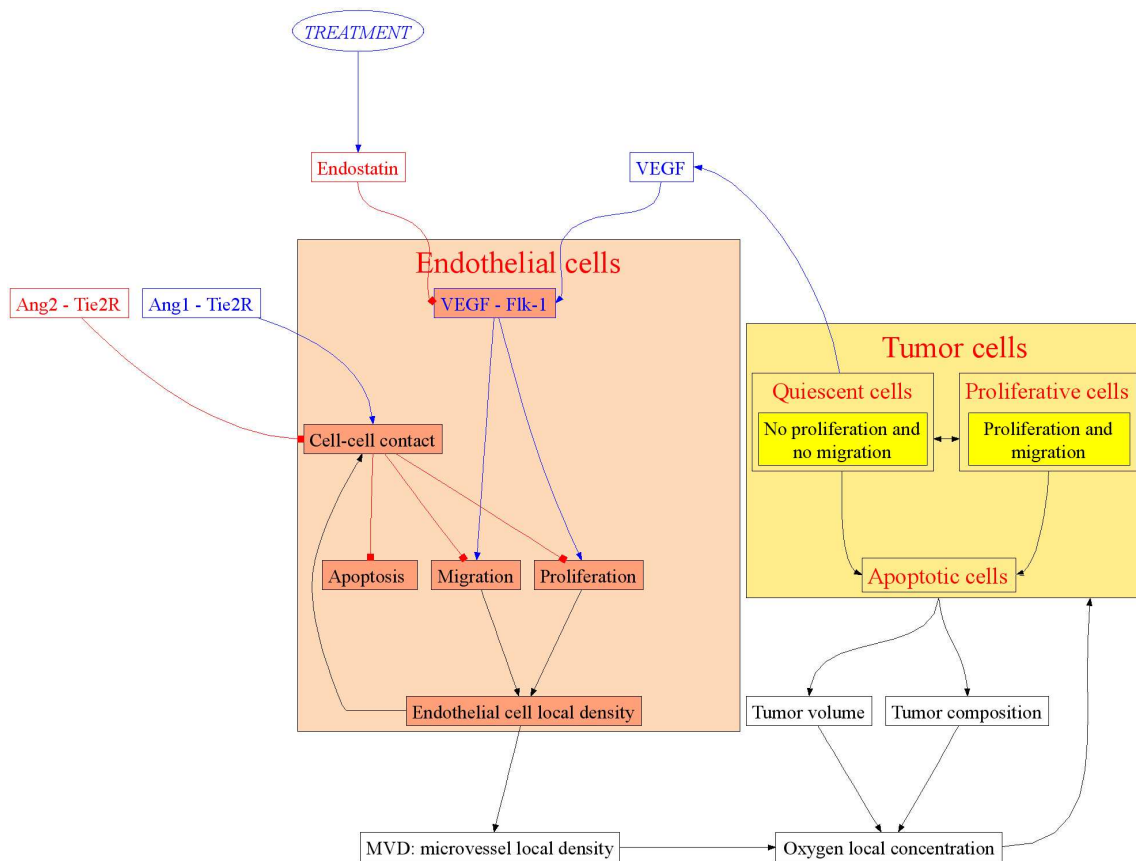 TREATMENT
Endostatin
VEGF
Endothelial cells
Ang2 - Tie2R
Ang1 - Tie2R
VEGF - Flk-1
Tumor cells
Quiescent cells
Proliferative cells
No proliferation and
no migration
Proliferation and
migration
Cell-cell contact
Apoptosis
Migration
Proliferation
Apoptotic cells
Endothelial cell local density
Tumor volume
Tumor composition
MVD: microvessel local density
Oxygen local concentration